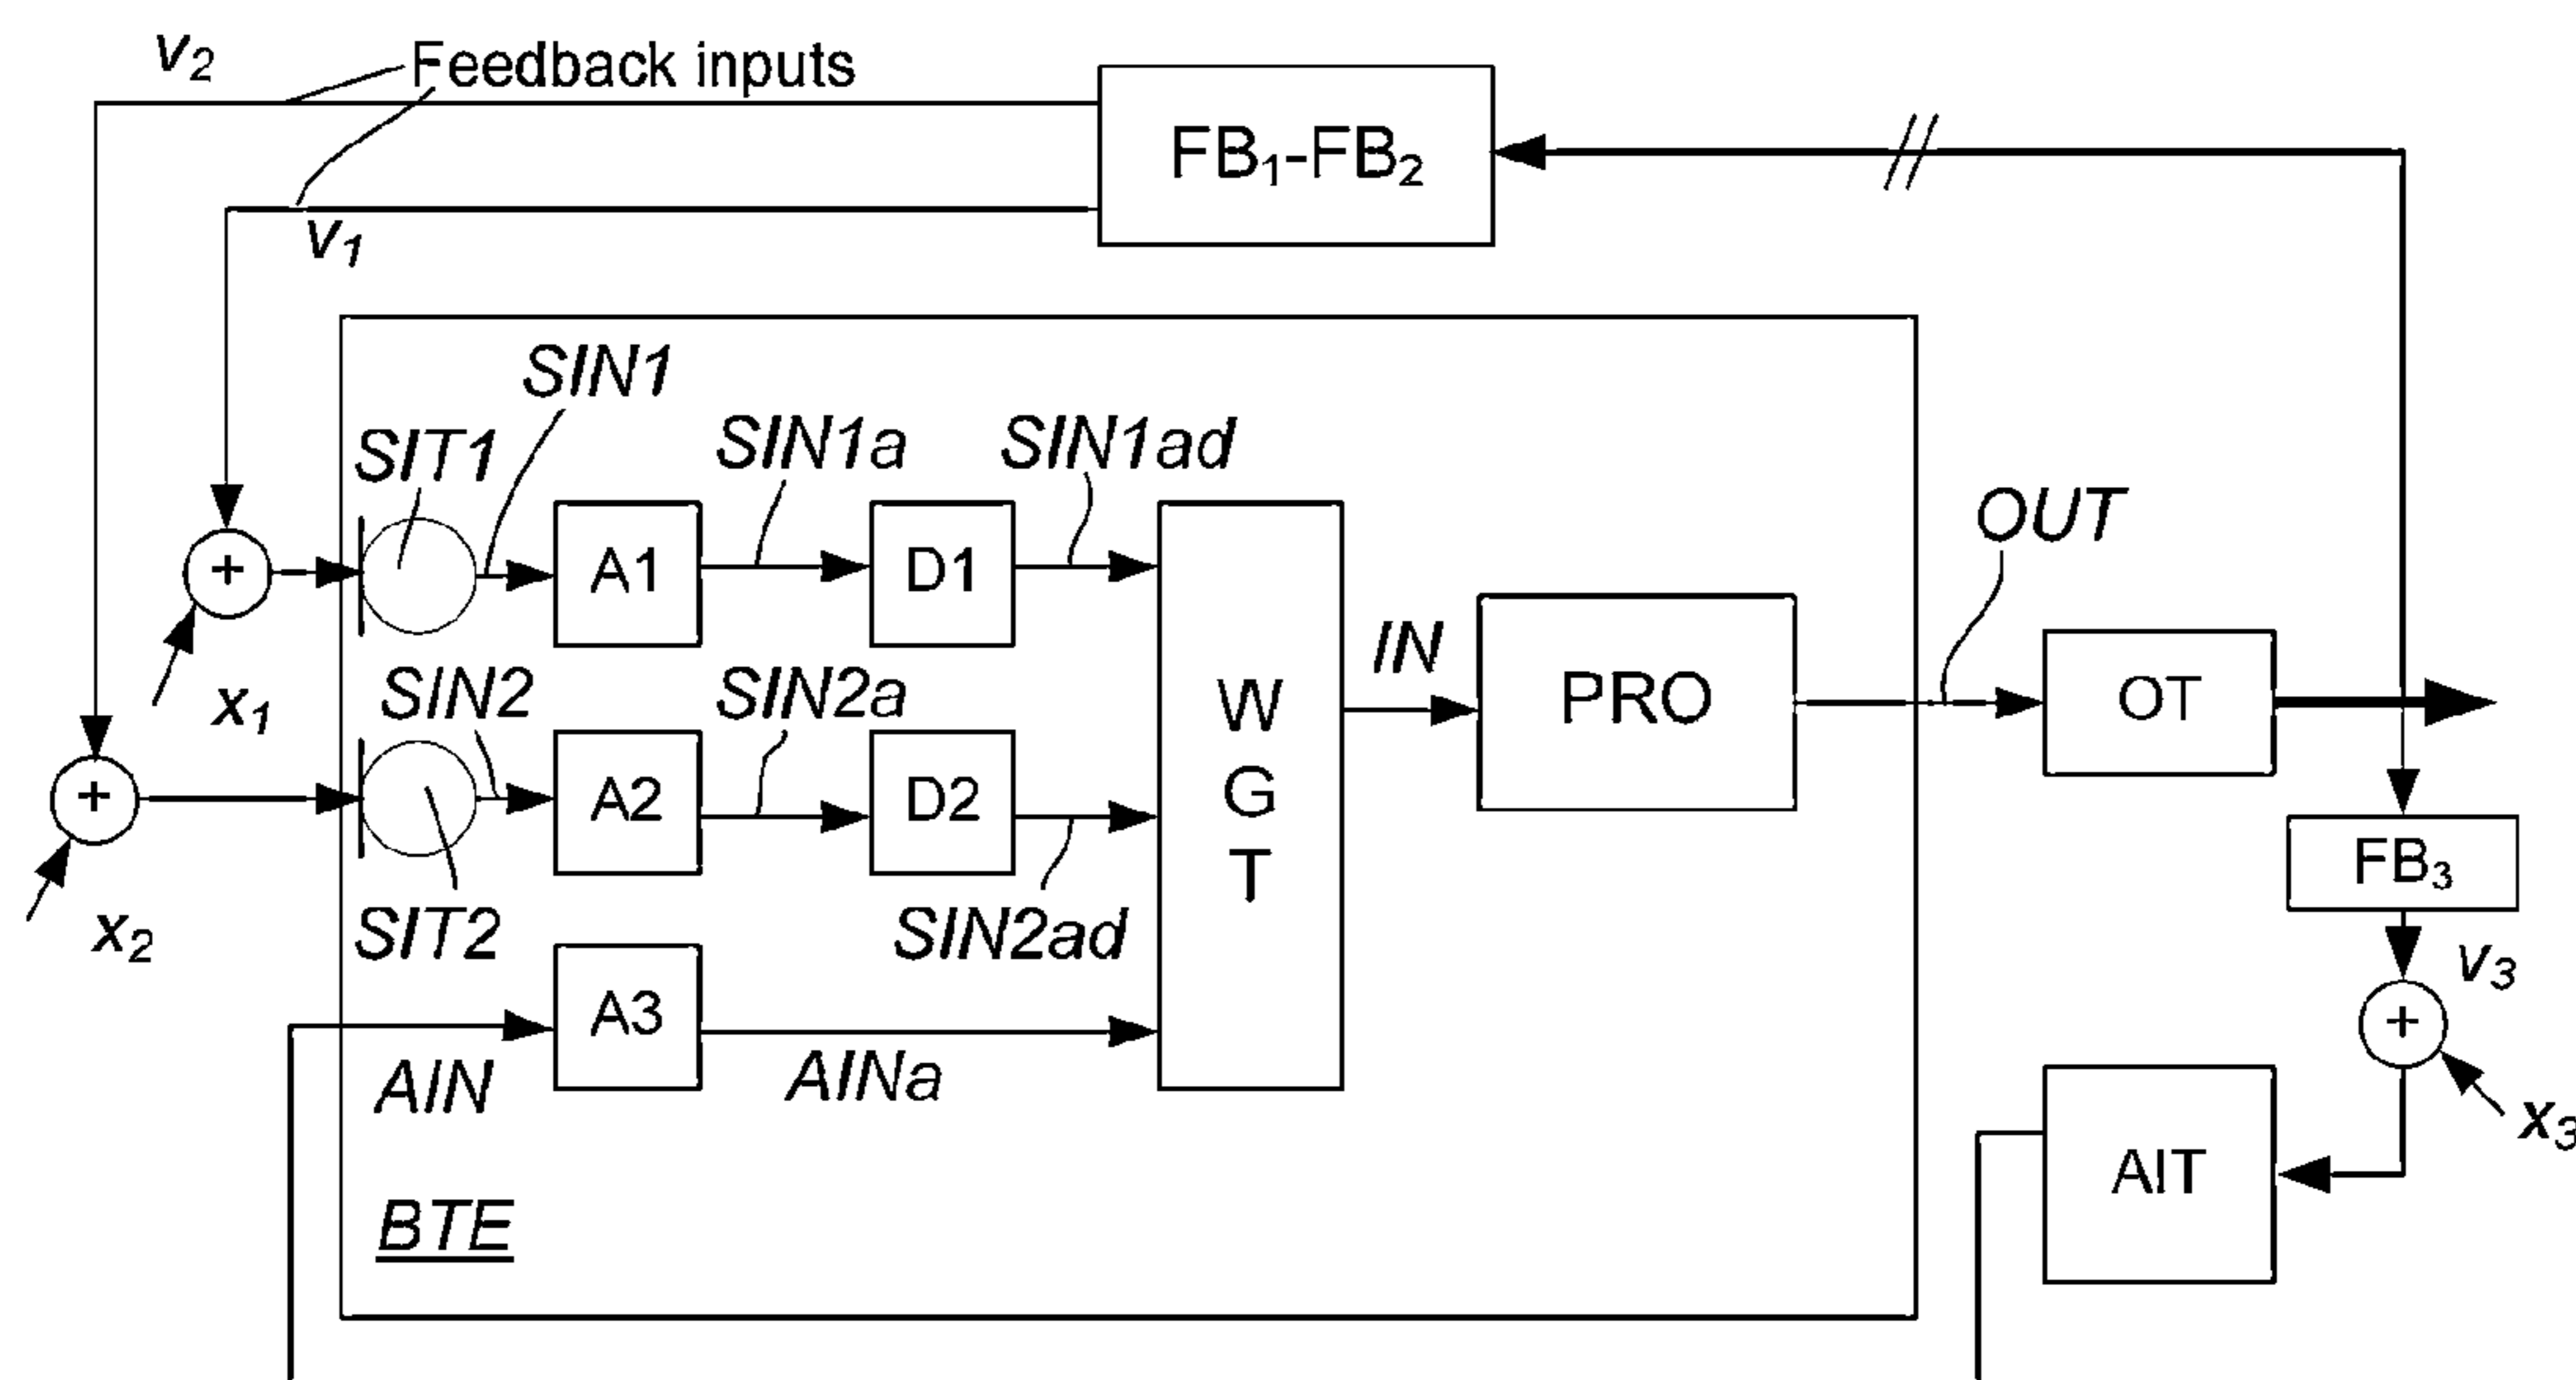 v2
Feedback inputs
FB1-FB2
v1
SIN1
SIT1
SIN1a
SIN1ad
OUT
+
A1
D1
x1
SIN2
SIN2a
IN
W
G
T
PRO
OT
+
A2
D2
x2
SIT2
SIN2ad
FB3
v3
A3
+
AIN
AINa
x3
AIT
BTE